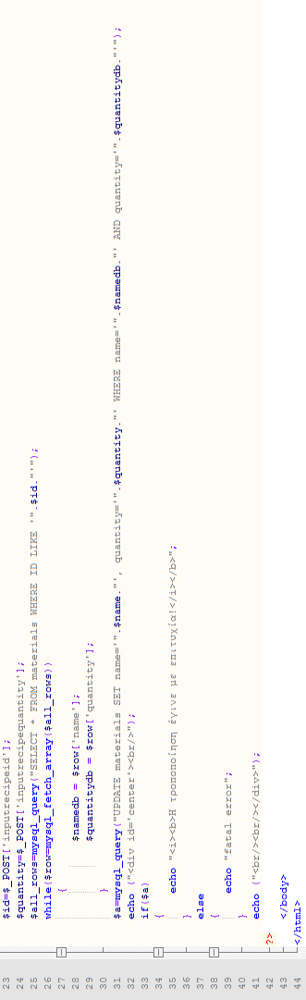 23 $id=$_POST['inputrecipeid'];
24 $quantity=$_POST['inputrecipequantity'];
25 $all_rows=mysql_query("SELECT * FROM materials WHERE ID LIKE '".$id."'");
26 while($row=mysql_fetch_array($all_rows))
27 {
28 $namedb = $row['name'];
29 $quantitydb = $row['quantity'];
30 }
31 $a=mysql_query("UPDATE materials SET name='".$name."', quantity='".$quantity."' WHERE name='".$namedb."' AND quantity='".$quantitydb."'");
32 echo ("<div id='center'><br/>");
33 if($a)
34 {
35 echo "<i><b>Η τροποποίηση έγινε με επιτυχία!</i></b>";
36 }
37 else
38 {
39 echo "fatal error";
40 }
41 echo ("<br/><br/></div>");
42 ?>
43 </body>
44 </html>